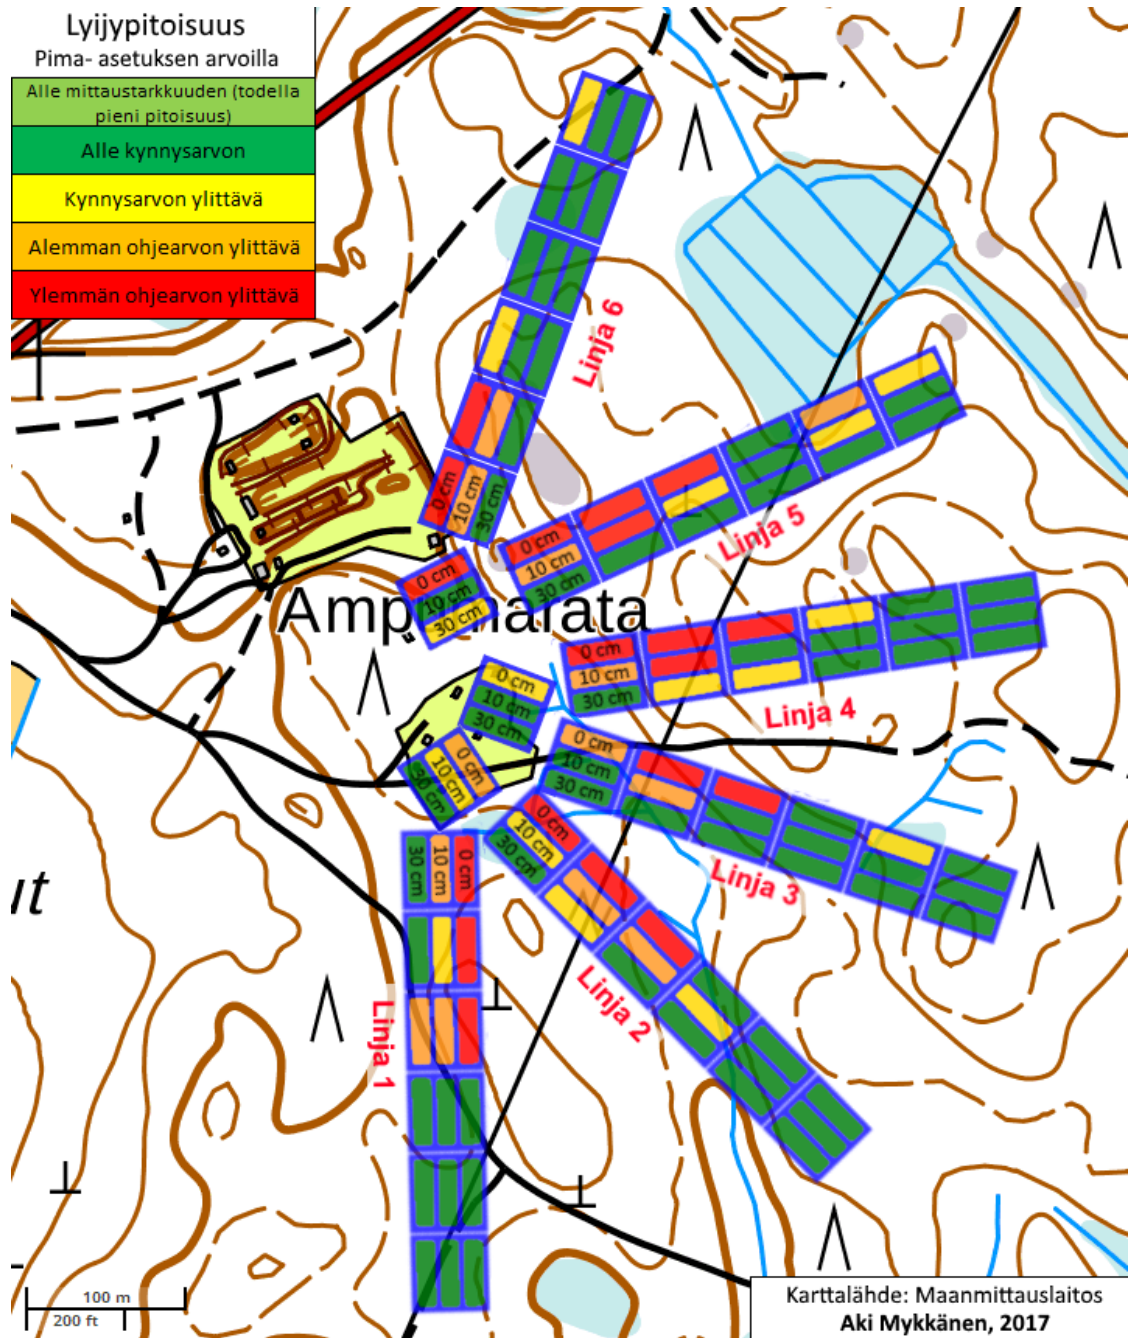 Lyijypitoisuus
Pima- asetuksen arvoilla
Alle mittaustarkkuuden (todella
pieni pitoisuus)
Alle kynnysarvon
Kynnysarvon ylittävä
Alemman ohjearvon ylittävä
Ylemmän ohjearvon ylittävä
Linja 6
0 cm
10 cm
30 cm
Linja 5
0 cm
10 cm
30 cm
0 cm
10 cm
30 cm
Linja 4
0 cm
10 cm
30 cm
0 cm
10 cm
30 cm
Linja 3
0 cm
10 cm
30 cm
0 cm
10 cm
30 cm
Linja 2
0 cm
10 cm
30 cm
Linja 1
30 cm
10 cm
0 cm
100 m
200 ft
Karttalähde: Maanmittauslaitos
Aki Mykkänen, 2017